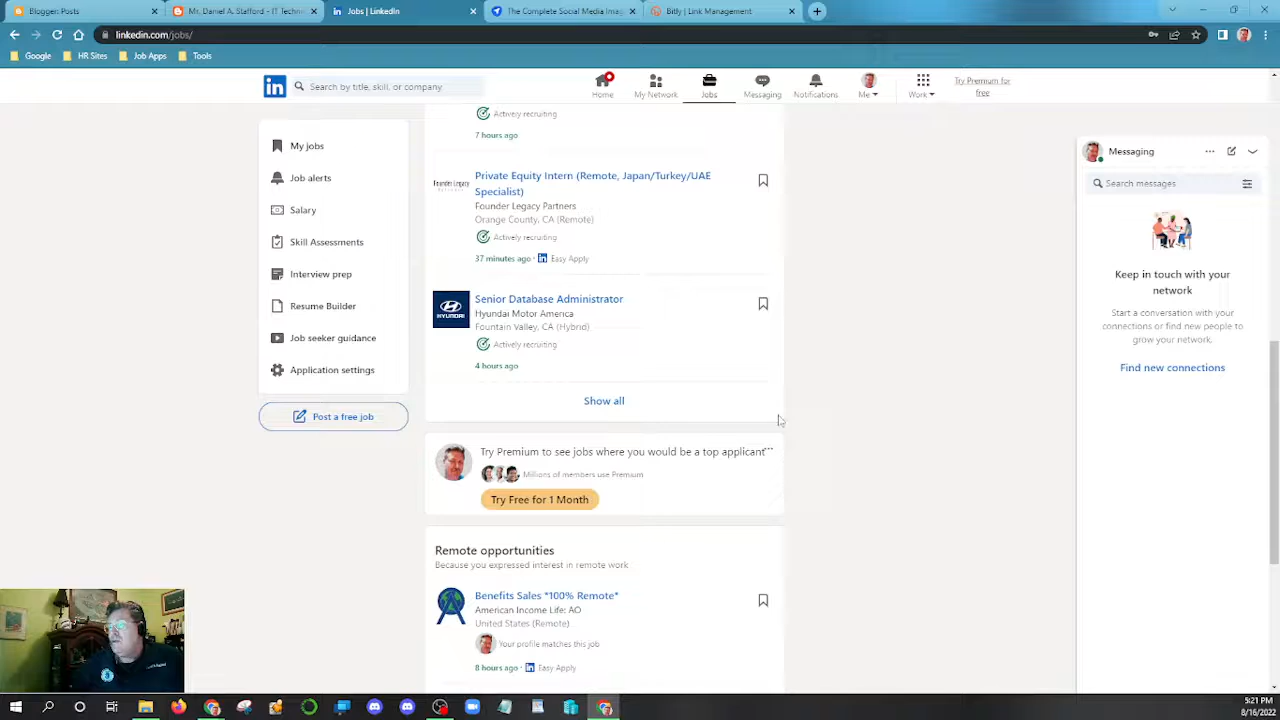 Blogger: Posts
Mr. Daniel A. Stafford - IT Techni
Jobs | LinkedIn
The Complete Social Media Imag
Bitly | Link Management
linkedin.com/jobs/
Google
HR Sites
Job Apps
Tools
Search by title, skill, or company
Home
My Network
Jobs
Messaging
Notifications
Me
Work
Try Premium for
free
My jobs
Job alerts
Salary
Skill Assessments
Interview prep
Resume Builder
Job seeker guidance
Application settings
Post a free job
Actively recruiting
7 hours ago
Founder Legacy
Private Equity Intern (Remote, Japan/Turkey/UAE
Specialist)
Founder Legacy Partners
Orange County, CA (Remote)
Actively recruiting
37 minutes ago · Easy Apply
HYUNDAI
Senior Database Administrator
Hyundai Motor America
Fountain Valley, CA (Hybrid)
Actively recruiting
4 hours ago
Show all
Try Premium to see jobs where you would be a top applicant
Millions of members use Premium
Try Free for 1 Month
Remote opportunities
Because you expressed interest in remote work
Benefits Sales *100% Remote*
American Income Life: AO
United States (Remote)
Your profile matches this job
8 hours ago · Easy Apply
Messaging
Search messages
Keep in touch with your
network
Start a conversation with your
connections or find new people to
grow your network.
Find new connections
5:21 PM
8/16/2022